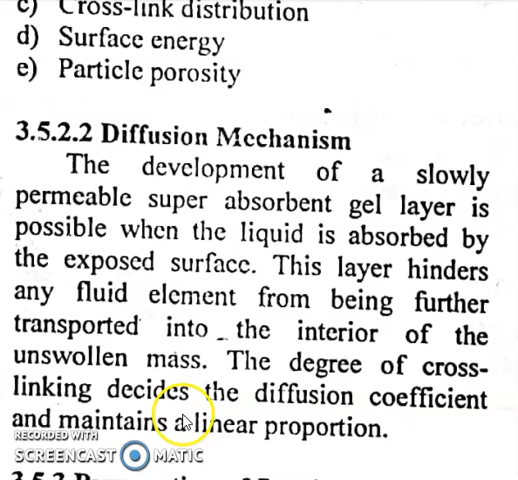 c) Cross-link distribution
d) Surface energy
e) Particle porosity
3.5.2.2 Diffusion Mechanism
The development of a slowly
permeable super absorbent gel layer is
possible when the liquid is absorbed by
the exposed surface. This layer hinders
any fluid element from being further
transported into the interior of the
unswollen mass. The degree of cross-
linking decides the diffusion coefficient
and maintains a linear proportion.
RECORDED WITH
SCREENCAST MATIC